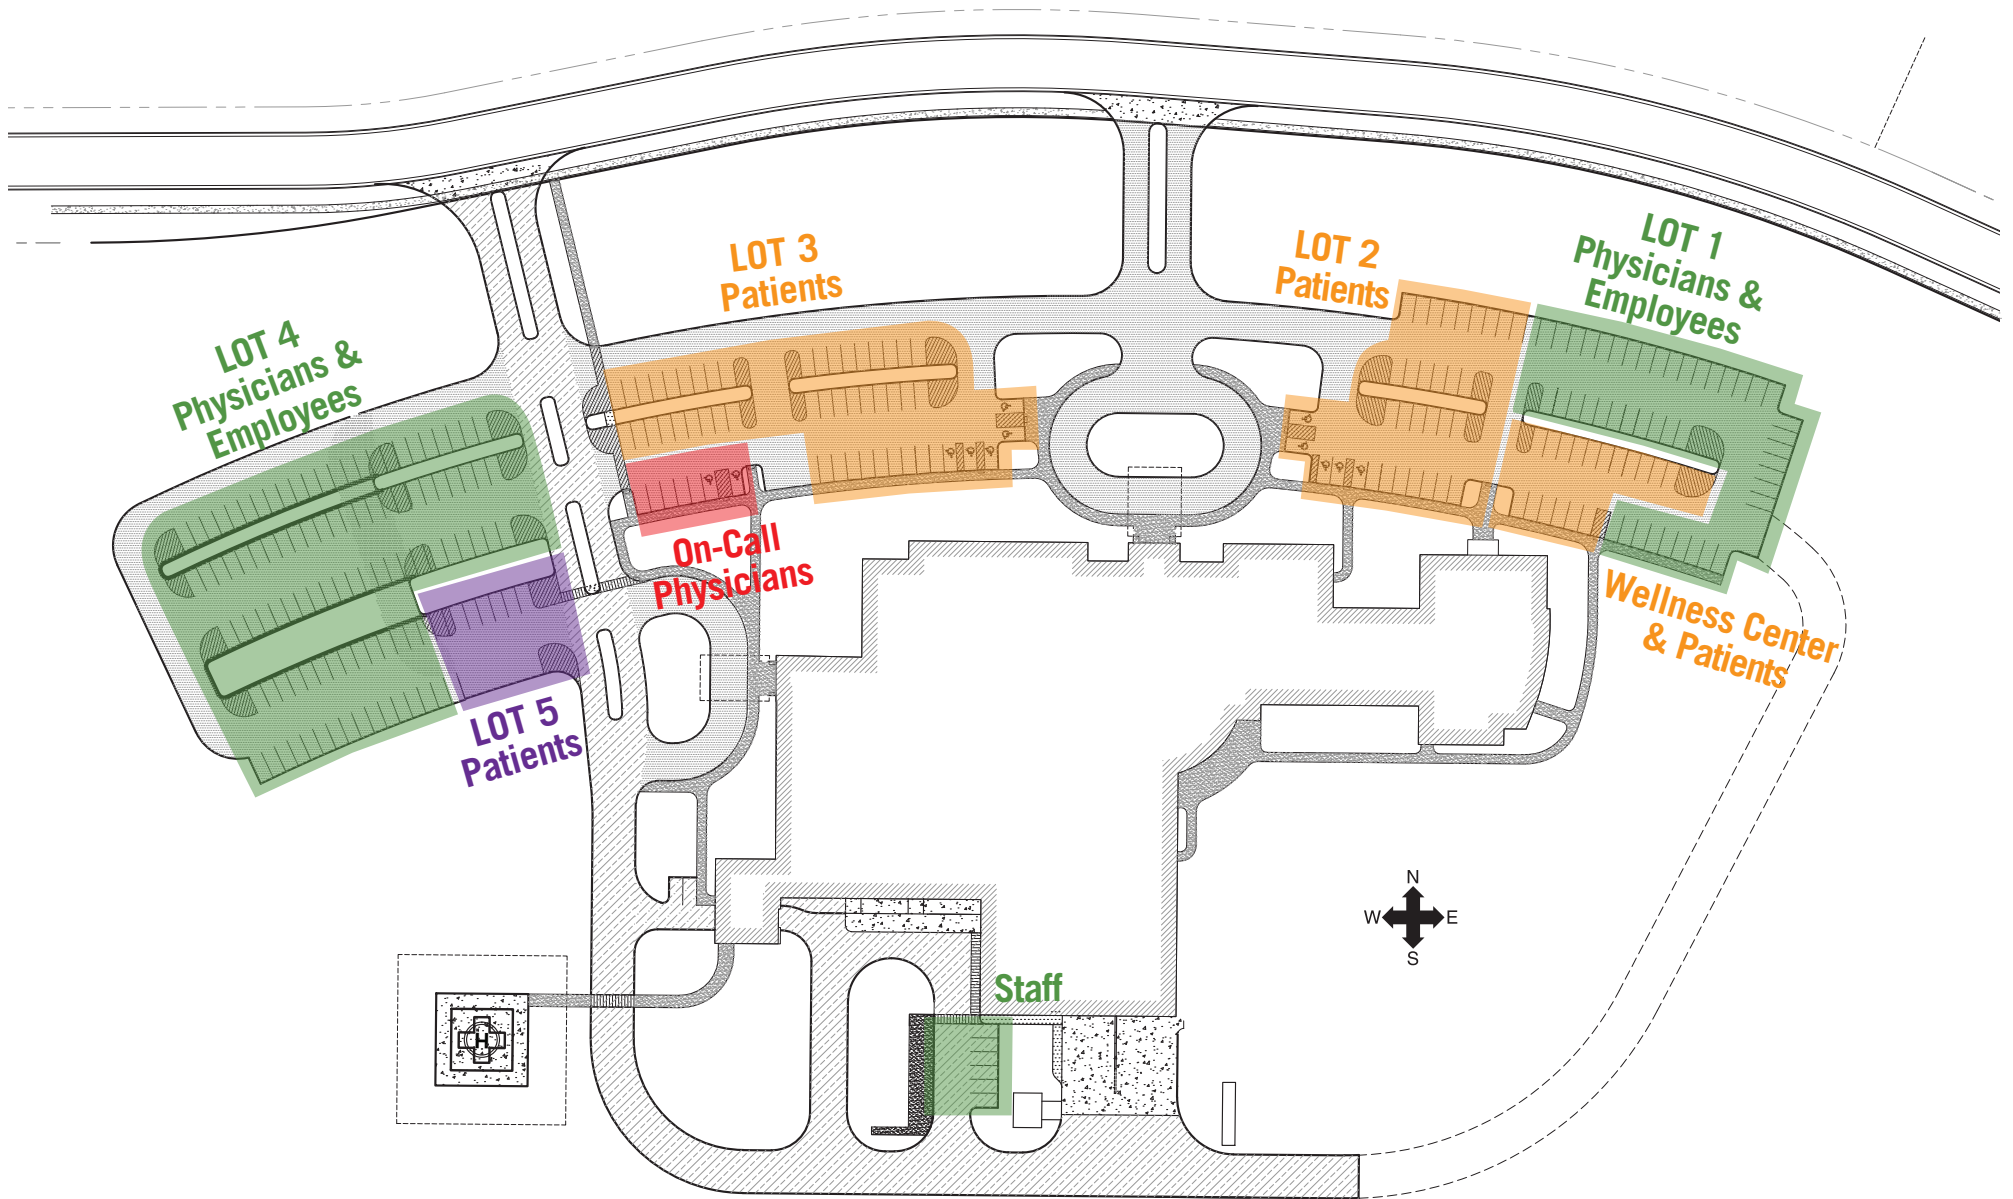 LOT 1
Physicians &
Employees
LOT 2
Patients
LOT 3
Patients
LOT 4
Physicians &
Employees
On-Call
Physicians
Wellness Center
& Patients
LOT 5
Patients
N
W
E
S
Staff
H